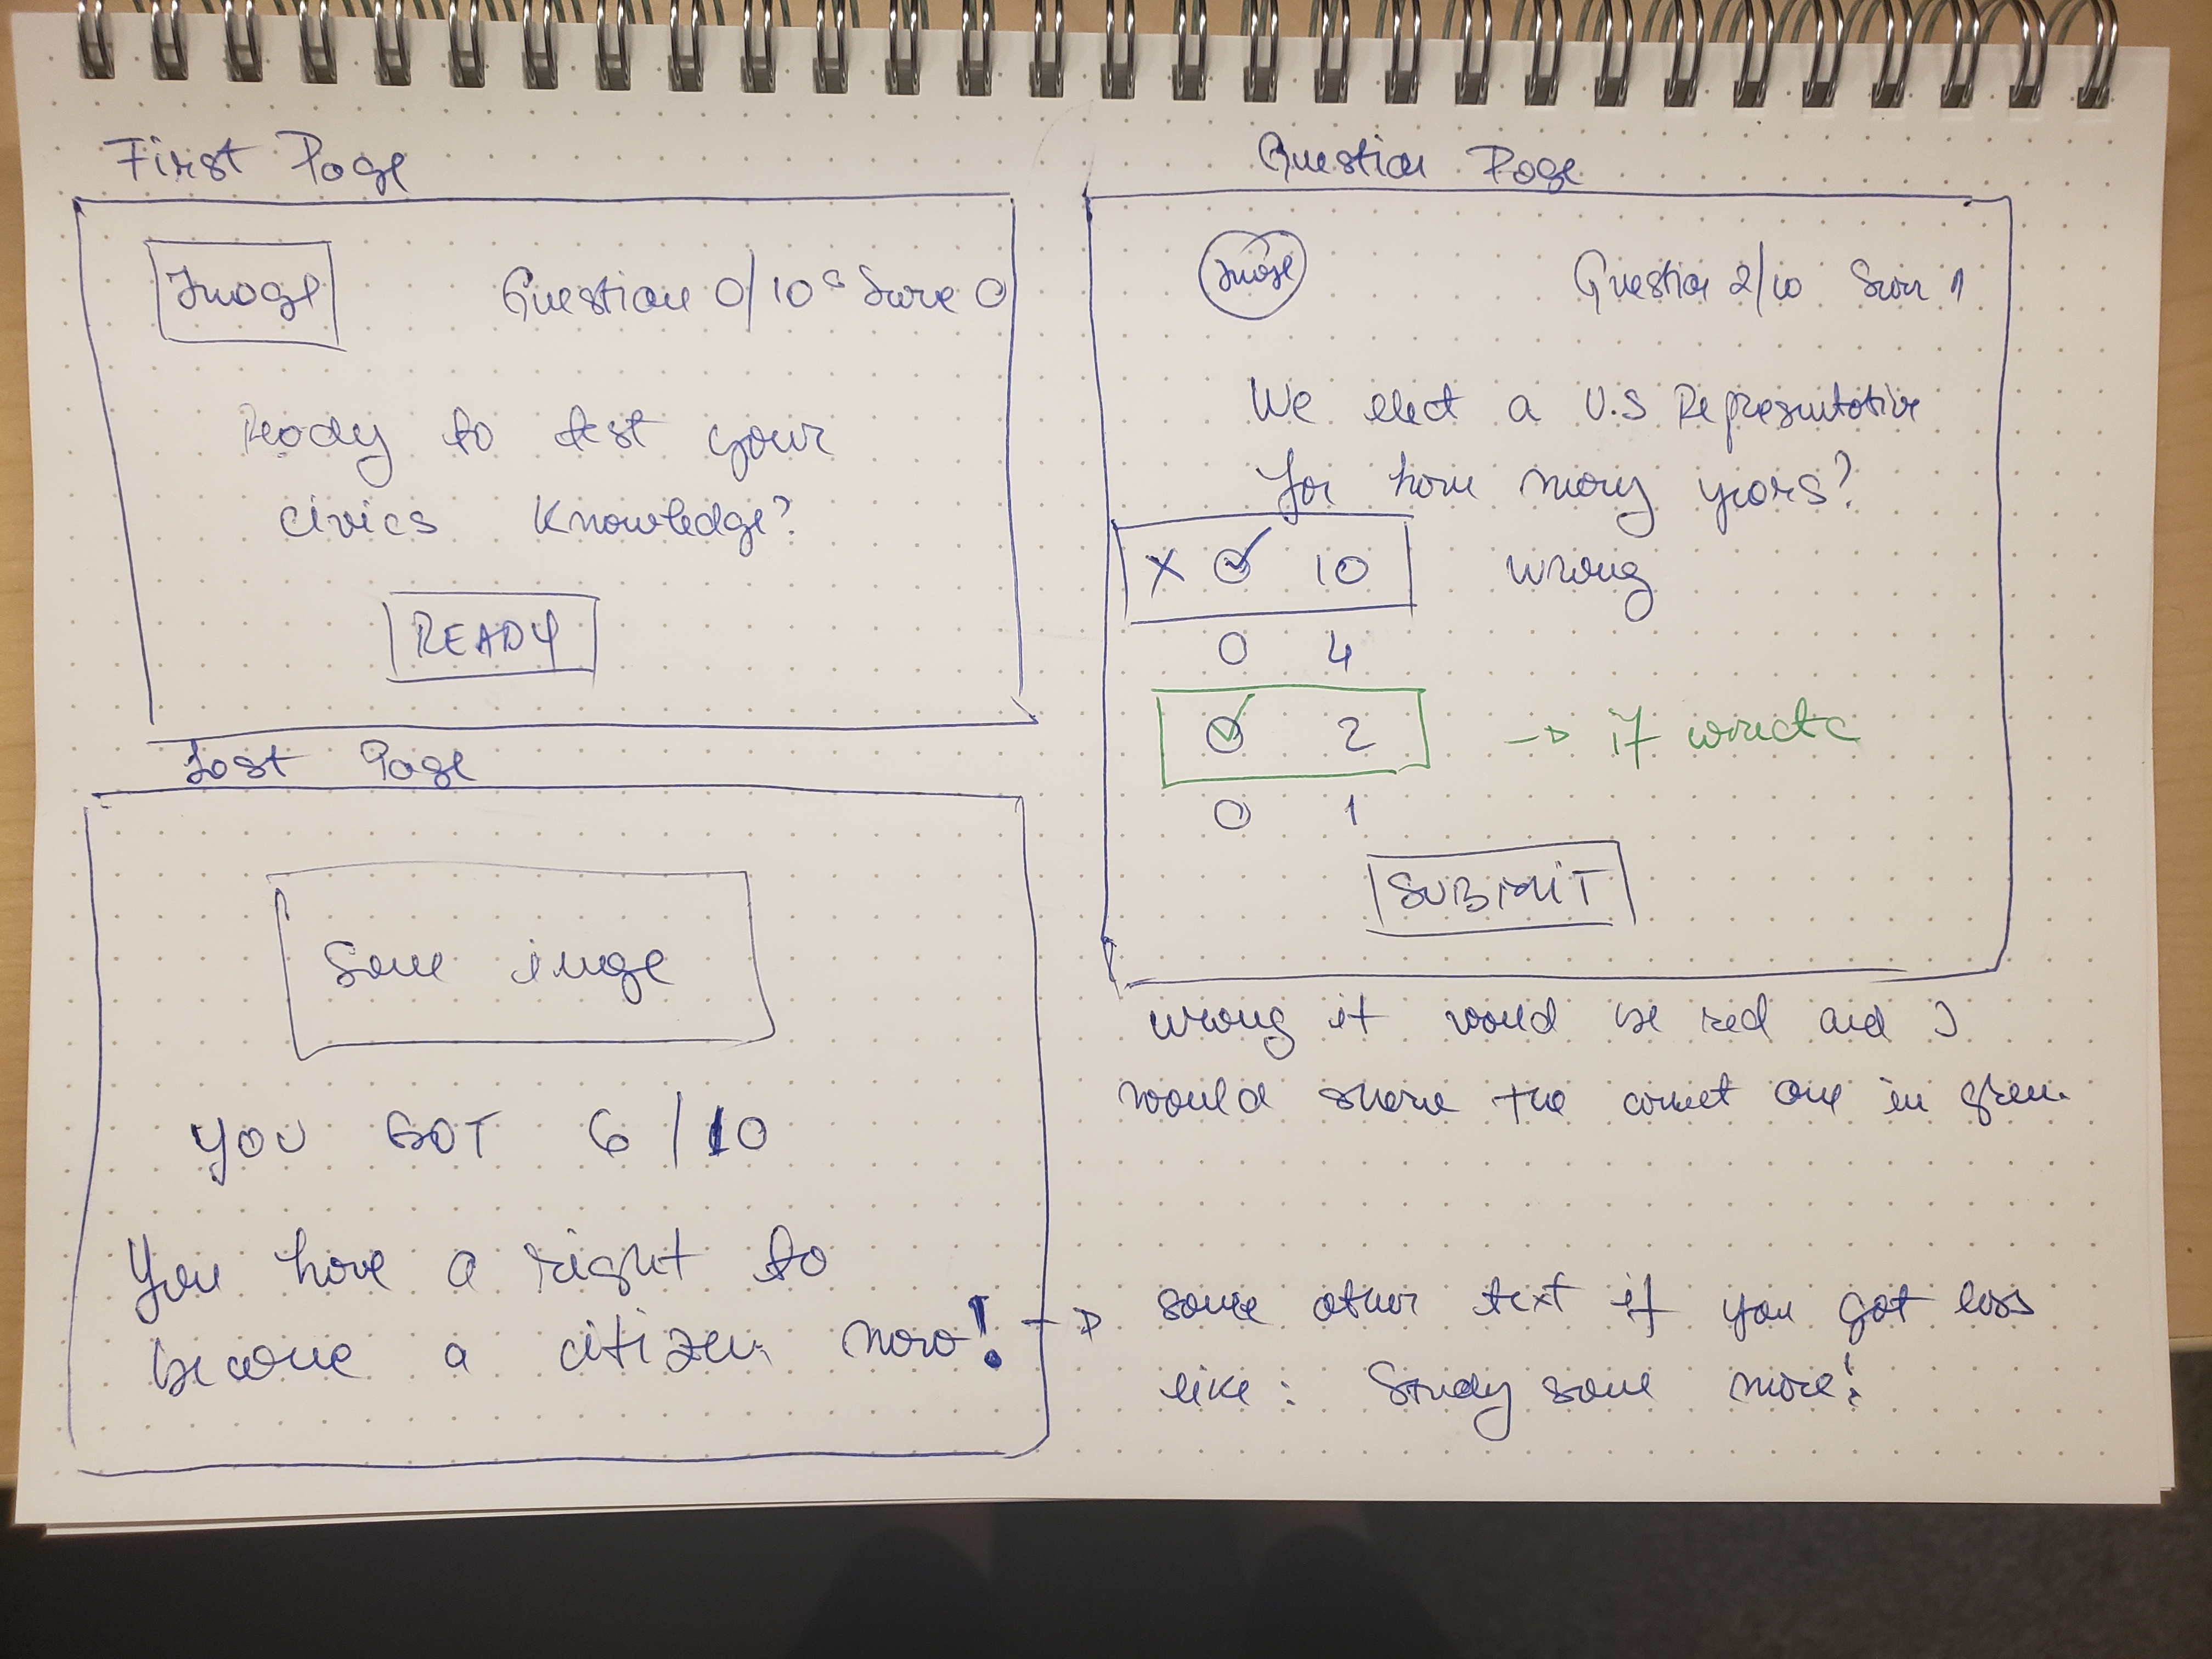 First Page
Image
Question 0/10
Score 0
Ready to test your
civics knowledge?
READY
Last Page
Some image
YOU GOT 6/10
You have a right to
become a citizen now!
Question Page
image
Question 2/10
Scor 1
We elect a U.S Representative
for how many years?
X 10
wrong
4
2
→ if correct
1
SUBMIT
wrong it would be red and
would show the correct one in green
→ some other text if you got less
like: Study some more!